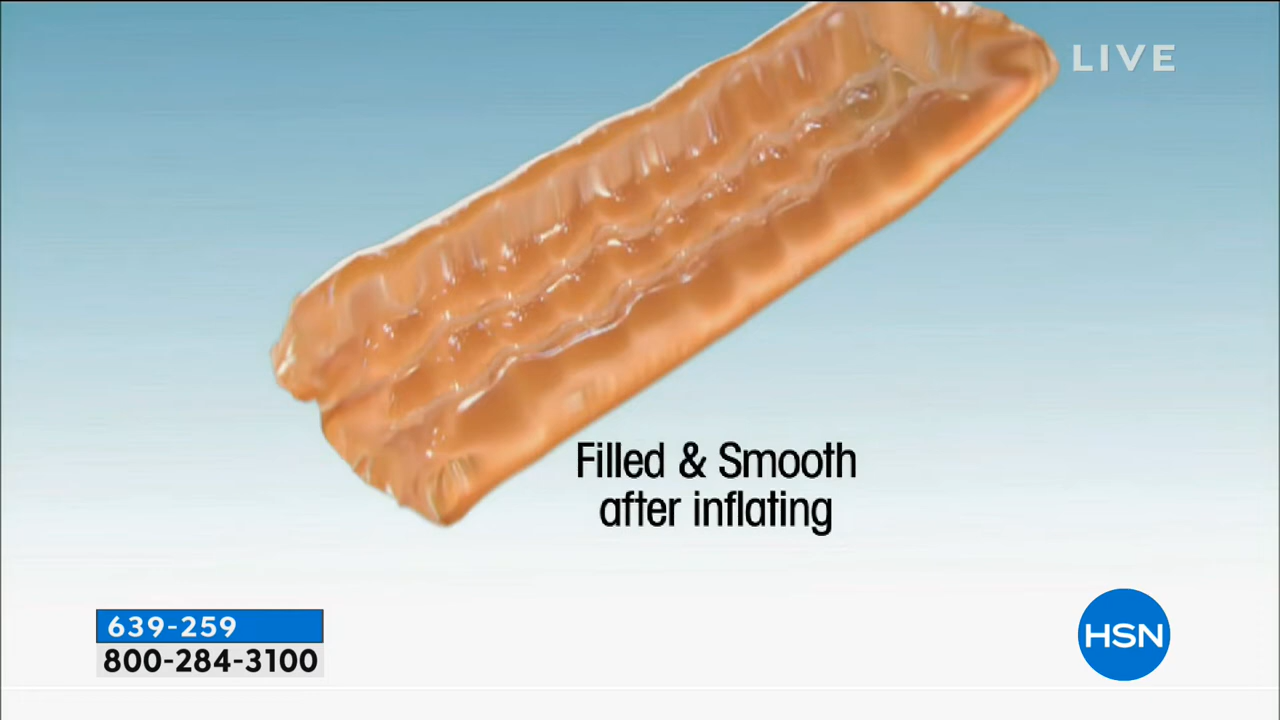 LIVE
Filled & Smooth
after inflating
639-259
800-284-3100
HSN